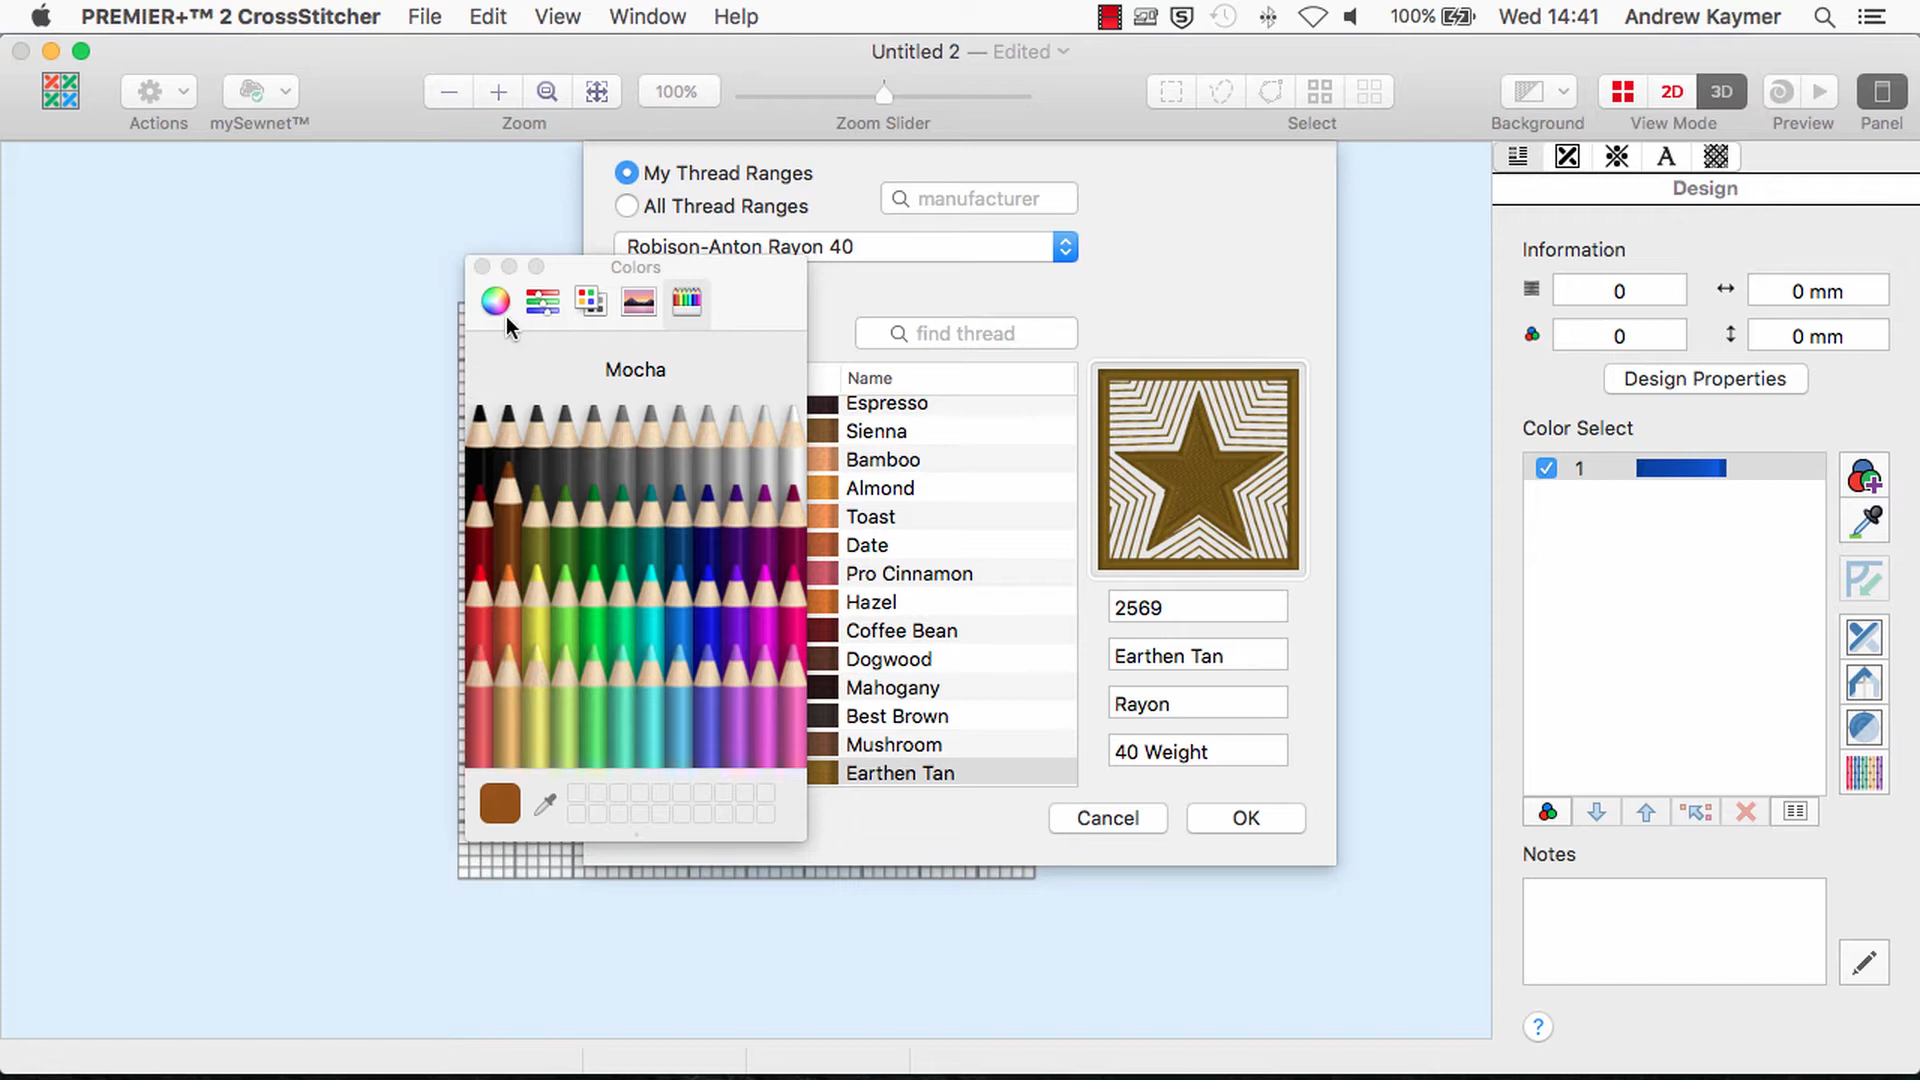 PREMIER+™ 2 CrossStitcher File Edit View Window Help 100% Wed 14:41 Andrew Kaymer
Untitled 2 — Edited
100% 2D 3D
Actions mySewnet™ Zoom Zoom Slider Select Background View Mode Preview Panel
My Thread Ranges
All Thread Ranges
manufacturer
Robison-Anton Rayon 40
Colors
find thread
Mocha
Name
Espresso
Sienna
Bamboo
Almond
Toast
Date
Pro Cinnamon
Hazel
Coffee Bean
Dogwood
Mahogany
Best Brown
Mushroom
Earthen Tan
2569
Earthen Tan
Rayon
40 Weight
Cancel OK
A
Design
Information
0 0 mm
0 0 mm
Design Properties
Color Select
1
Notes
?